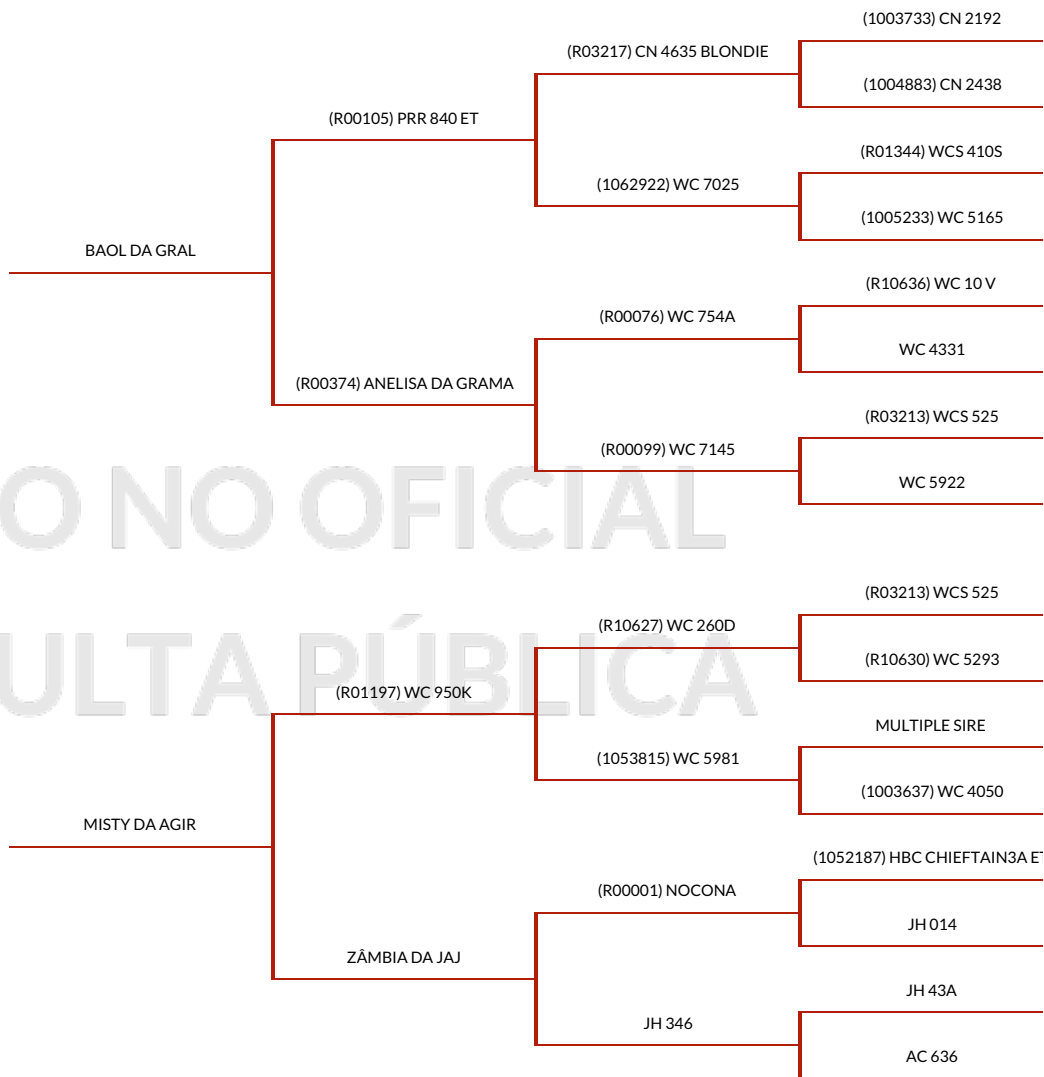 (1003733) CN 2192
(R03217) CN 4635 BLONDIE
(1004883) CN 2438
(R00105) PRR 840 ET
(R01344) WCS 410S
(1062922) WC 7025
(1005233) WC 5165
BAOL DA GRAL
(R10636) WC 10 V
(R00076) WC 754A
WC 4331
(R00374) ANELISA DA GRAMA
(R03213) WCS 525
(R00099) WC 7145
WC 5922
O NO OFICIAL
(R03213) WCS 525
(R10627) WC 260D
(R10630) WC 5293
ULTA PÚBLICA
(R01197) WC 950K
MULTIPLE SIRE
(1053815) WC 5981
(1003637) WC 4050
MISTY DA AGIR
(1052187) HBC CHIEFTAIN3A ET
(R00001) NOCONA
JH 014
ZÂMBIA DA JAJ
JH 43A
JH 346
AC 636